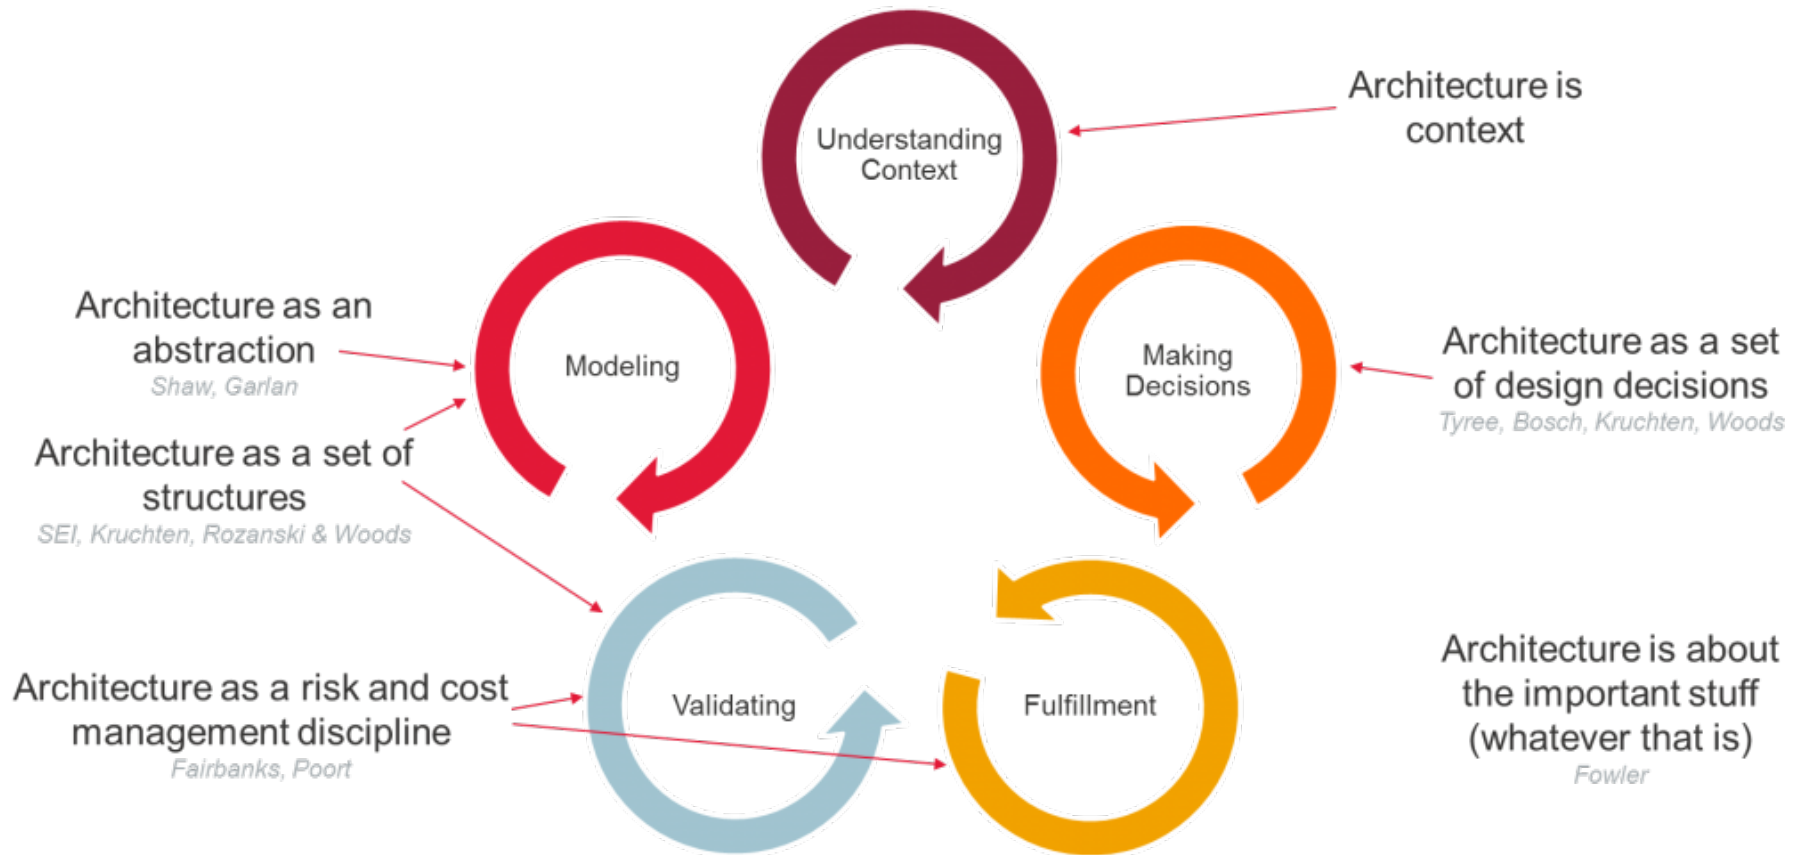 Understanding
Context
Architecture is
context
Modeling
Making
Decisions
Architecture as an
abstraction
Shaw, Garlan
Architecture as a set of
structures
SEI, Kruchten, Rozanski & Woods
Architecture as a set
of design decisions
Tyree, Bosch, Kruchten, Woods
Architecture as a risk and cost
management discipline
Fairbanks, Poort
Validating
Fulfillment
Architecture is about
the important stuff
(whatever that is)
Fowler